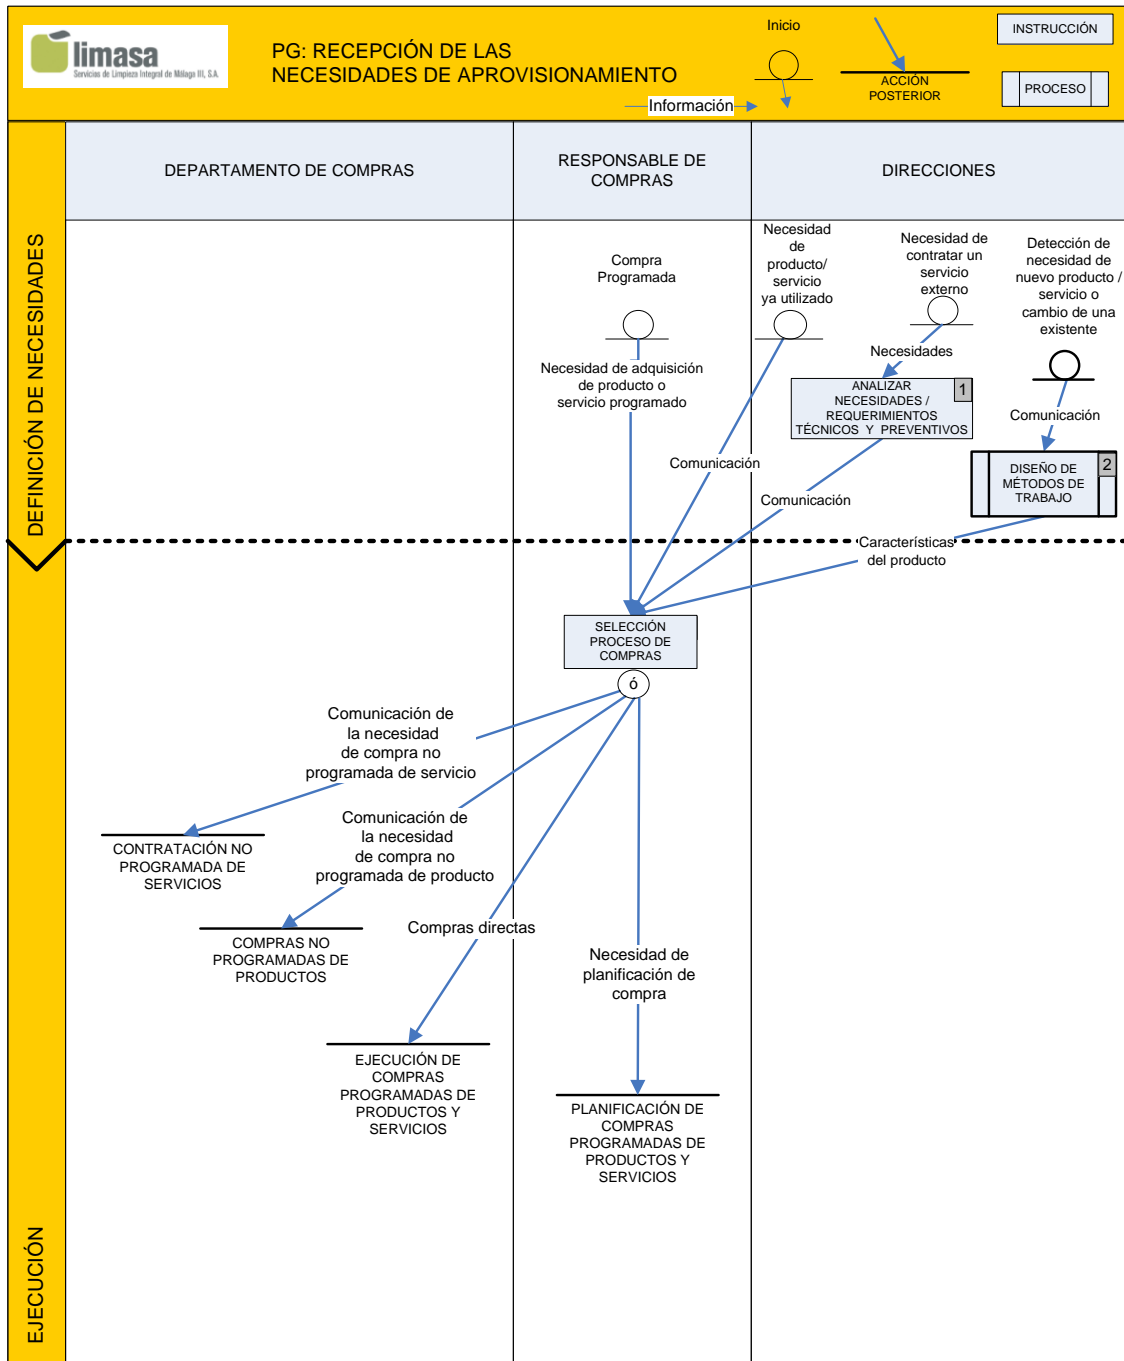 limasa
Servicios de Limpieza Integral de Málaga III, S.A.
PG: RECEPCIÓN DE LAS
NECESIDADES DE APROVISIONAMIENTO
Información
Inicio
ACCIÓN
POSTERIOR
INSTRUCCIÓN
PROCESO
DEPARTAMENTO DE COMPRAS
RESPONSABLE DE
COMPRAS
DIRECCIONES
DEFINICIÓN DE NECESIDADES
Compra
Programada
Necesidad
de
producto/
servicio
ya utilizado
Necesidad de
contratar un
servicio
externo
Detección de
necesidad de
nuevo producto /
servicio o
cambio de una
existente
Necesidad de adquisición
de producto o
servicio programado
Necesidades
ANALIZAR
NECESIDADES /
REQUERIMIENTOS
TÉCNICOS Y PREVENTIVOS
1
Comunicación
DISEÑO DE
MÉTODOS DE
TRABAJO
2
Comunicación
Comunicación
Características
del producto
EJECUCIÓN
SELECCIÓN
PROCESO DE
COMPRAS
ó
Comunicación de
la necesidad
de compra no
programada de servicio
CONTRATACIÓN NO
PROGRAMADA DE
SERVICIOS
Comunicación de
la necesidad
de compra no
programada de producto
COMPRAS NO
PROGRAMADAS DE
PRODUCTOS
Compras directas
EJECUCIÓN DE
COMPRAS
PROGRAMADAS DE
PRODUCTOS Y
SERVICIOS
Necesidad de
planificación de
compra
PLANIFICACIÓN DE
COMPRAS
PROGRAMADAS DE
PRODUCTOS Y
SERVICIOS